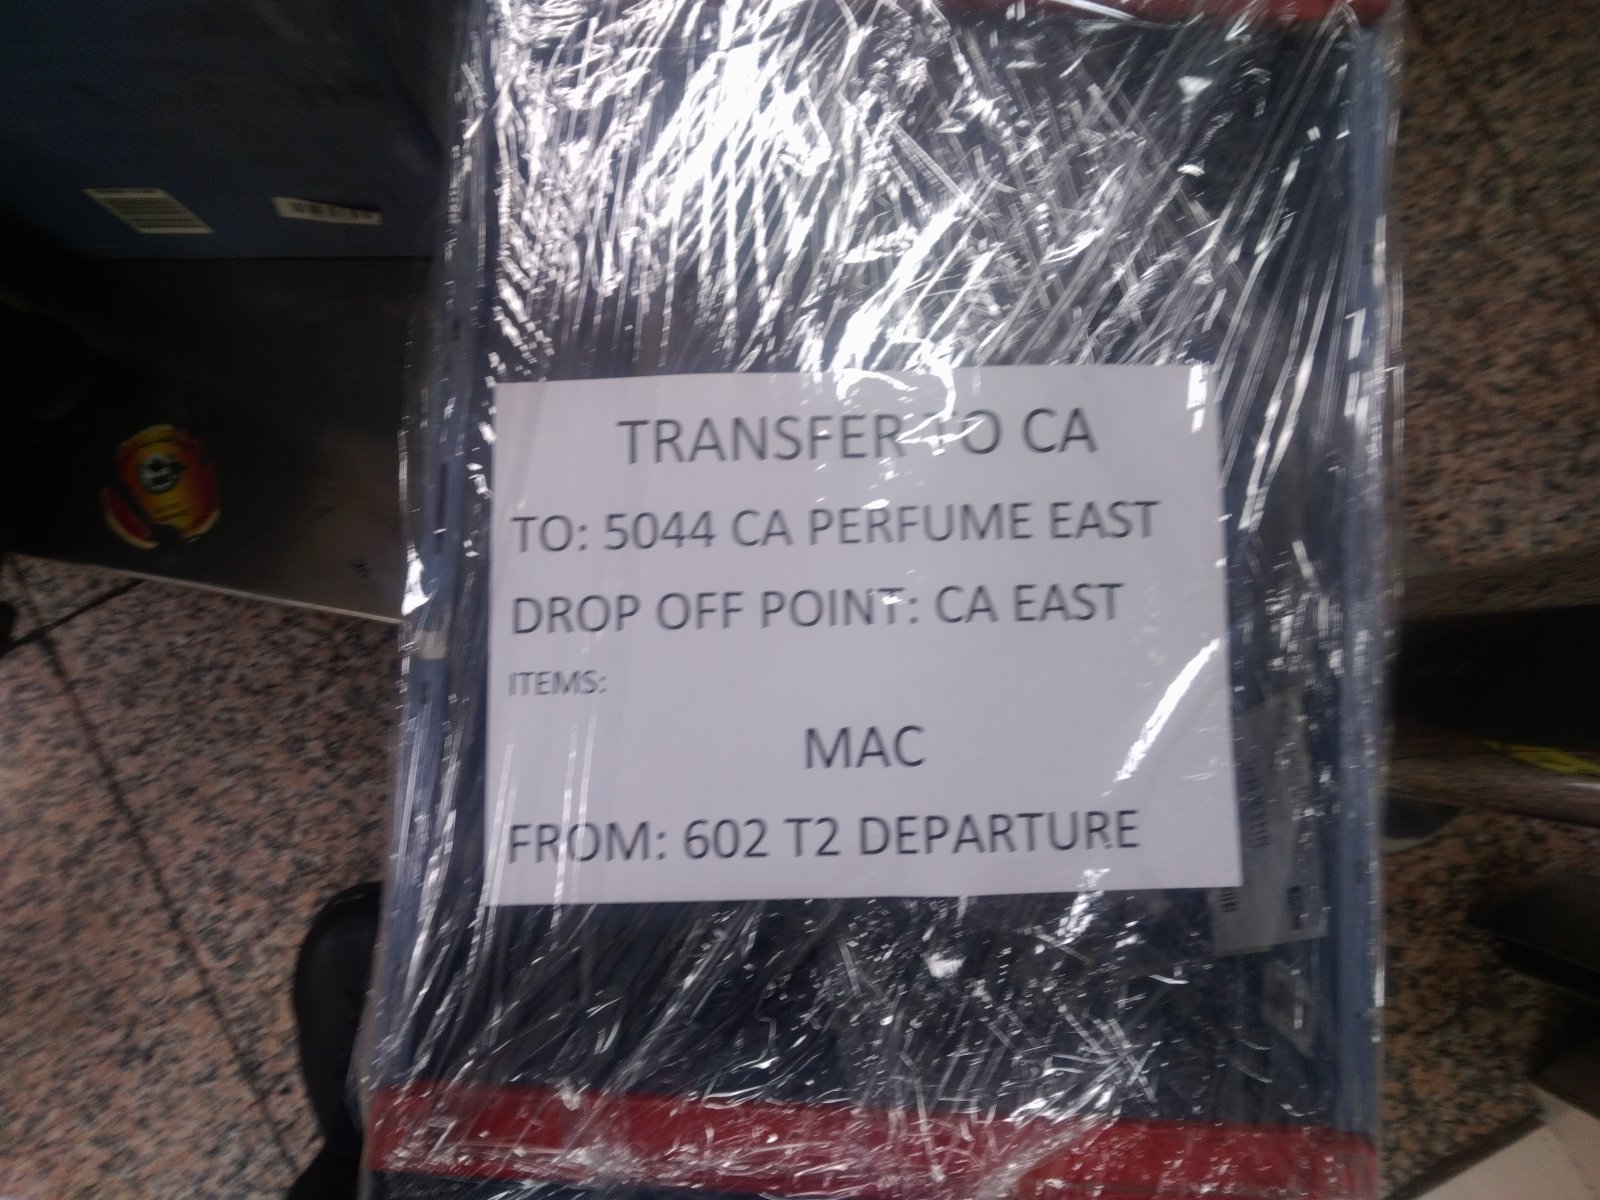 TRANSFER TO CA
TO: 5044 CA PERFUME EAST
DROP OFF POINT: CA EAST
ITEMS:
MAC
FROM: 602 T2 DEPARTURE